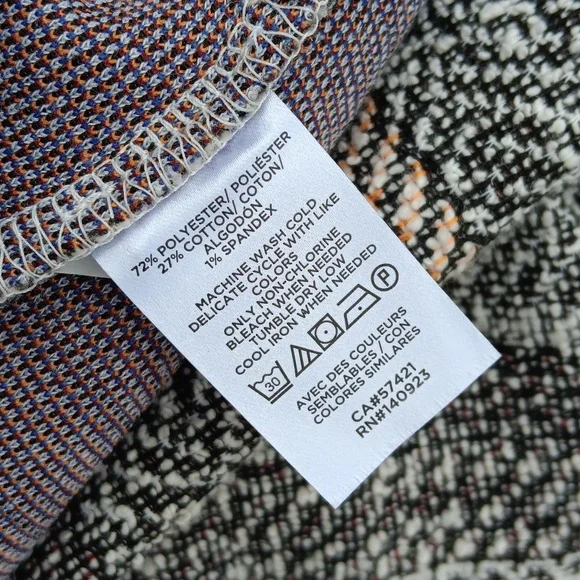 72% POLYESTER/ POLIÉSTER
27% COTTON/ COTON/
ALGODÓN
1% SPANDEX
MACHINE WASH COLD
DELICATE CYCLE WITH LIKE
COLORS
ONLY NON CHLORINE
BLEACH WHEN NEEDED
TUMBLE DRY LOW
COOL IRON WHEN NEEDED
30 P
AVEC DES COULEURS
SEMBLABLES / CON
COLORES SIMILARES
CA#57421
RN#140923